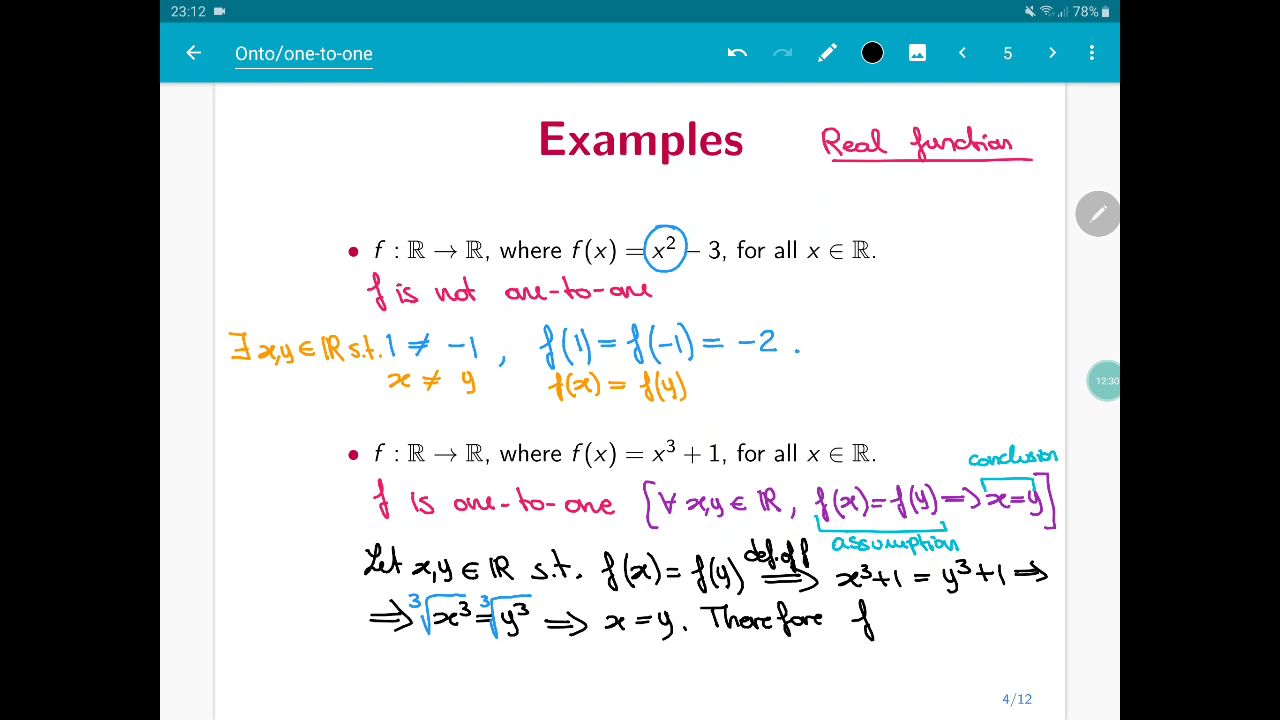 23:12 78%
Onto/one-to-one 5
Examples Real function
• f : ℝ → ℝ, where f(x) = x² − 3, for all x ∈ ℝ.
f is not one-to-one
∃ x,y ∈ ℝ s.t. 1 ≠ −1 , f(1) = f(−1) = −2 .
x ≠ y f(x) = f(y)
12:30
• f : ℝ → ℝ, where f(x) = x³ + 1, for all x ∈ ℝ.
conclusion
f is one-to-one [∀ x,y ∈ ℝ, f(x)=f(y) ⟹ x=y]
assumption
Let x,y ∈ ℝ s.t. f(x) = f(y) def. of f ⟹ x³+1 = y³+1 ⟹
⟹ ∛x³ = ∛y³ ⟹ x = y. Therefore f
4/12